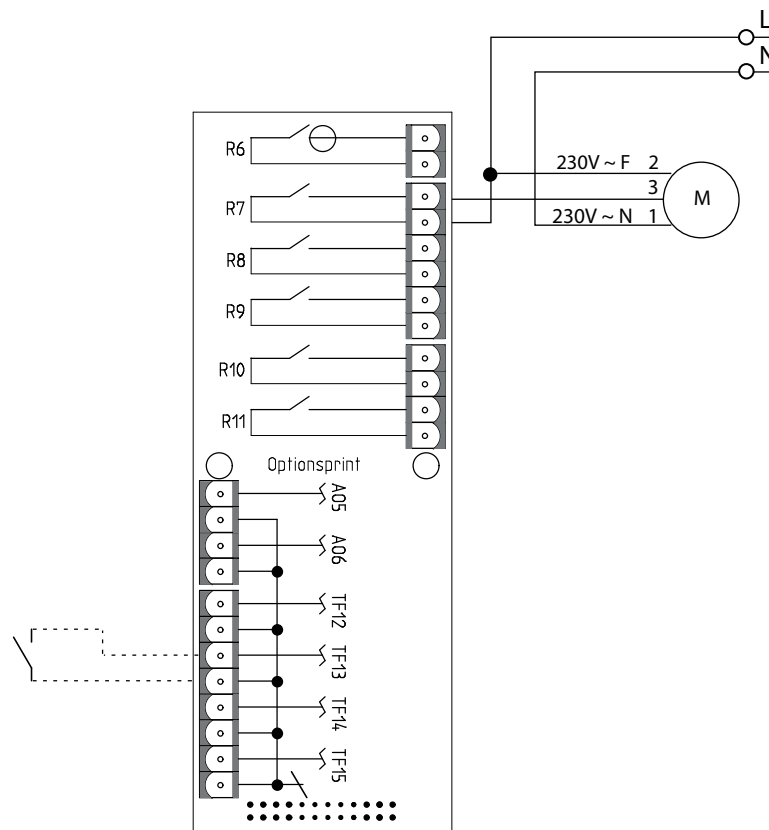 L
N
R6
230V ~ F 2
3
M
R7
230V ~ N 1
R8
R9
R10
R11
Optionsprint
A05
A06
TF12
TF13
TF14
TF15